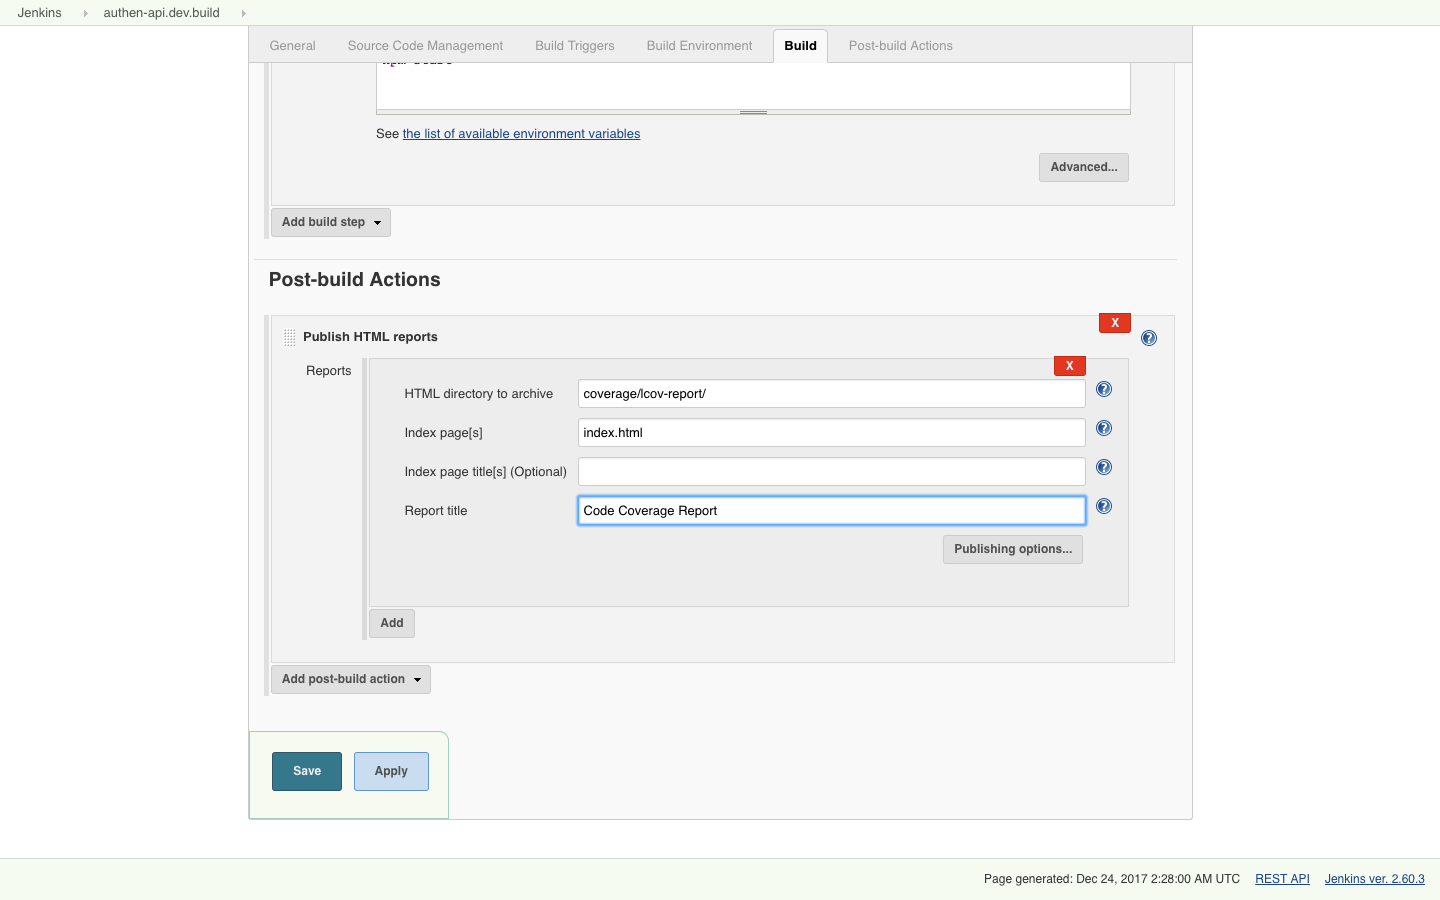 Jenkins authen-api.dev.build
General Source Code Management Build Triggers Build Environment Build Post-build Actions
See the list of available environment variables
Advanced...
Add build step
Post-build Actions
X
Publish HTML reports
Reports
X
HTML directory to archive coverage/lcov-report/
Index page[s] index.html
Index page title[s] (Optional)
Report title Code Coverage Report
Publishing options...
Add
Add post-build action
Save Apply
Page generated: Dec 24, 2017 2:28:00 AM UTC REST API Jenkins ver. 2.60.3